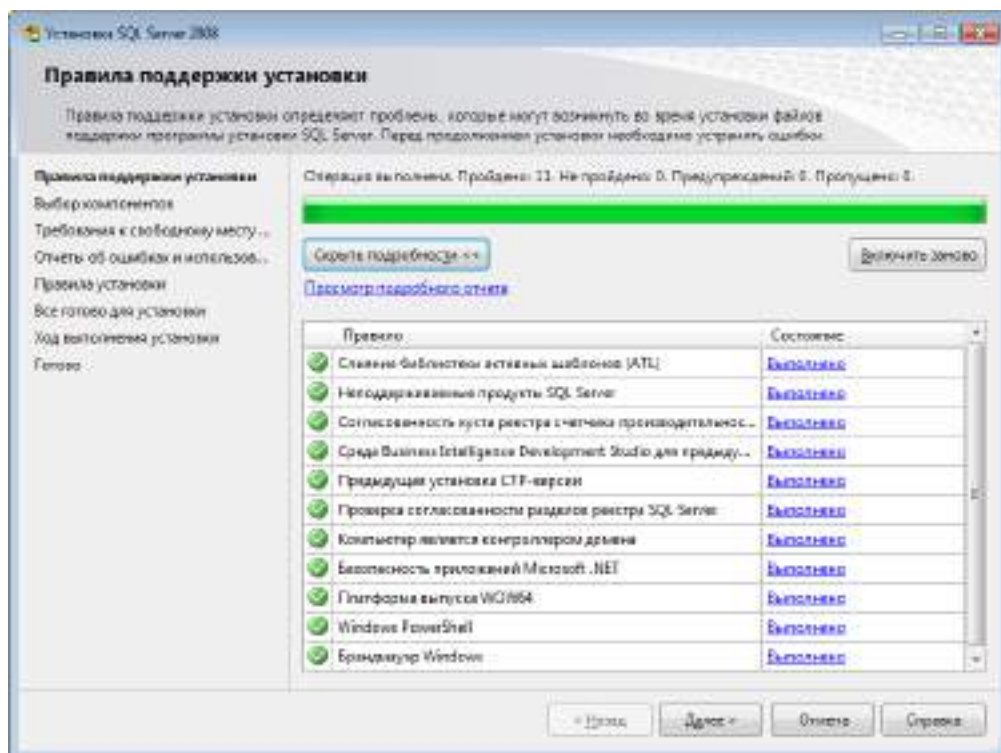 Установка SQL Server 2008
Правила поддержки установки
Правила поддержки установки определяют проблемы, которые могут возникнуть во время установки файлов
поддержки программы установки SQL Server. Перед продолжением установки необходимо устранить ошибки.
Правила поддержки установки
Выбор компонентов
Требования к свободному месту ...
Отчеты об ошибках и использов...
Правила установки
Все готово для установки
Ход выполнения установки
Готово
Операция выполнена. Пройдено: 11. Не пройдено: 0. Предупреждений: 0. Пропущено: 0.
Скрыть подробности <<
Включить заново
Просмотр подробного отчета
Правило Состояние
Слияние библиотеки активных шаблонов (ATL) Выполнено
Неподдерживаемые продукты SQL Server Выполнено
Согласованность куста реестра счетчика производительнос... Выполнено
Среда Business Intelligence Development Studio для предыду... Выполнено
Предыдущая установка CTP-версии Выполнено
Проверка согласованности разделов реестра SQL Server Выполнено
Компьютер является контроллером домена Выполнено
Безопасность приложений Microsoft .NET Выполнено
Платформа выпуска WOW64 Выполнено
Windows PowerShell Выполнено
Брандмауэр Windows Выполнено
< Назад Далее > Отмена Справка